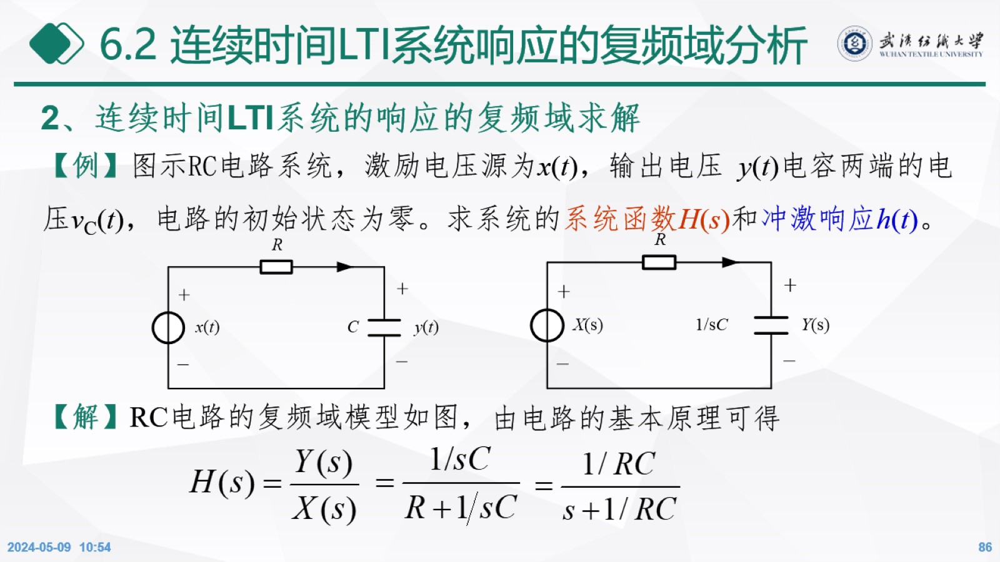 6.2 连续时间LTI系统响应的复频域分析
武汉纺织大学
WUHAN TEXTILE UNIVERSITY
2、连续时间LTI系统的响应的复频域求解
【例】图示RC电路系统，激励电压源为x(t)，输出电压 y(t)电容两端的电
压v_C(t)，电路的初始状态为零。求系统的系统函数H(s)和冲激响应h(t)。
R
+ x(t) −
C
+ y(t) −
R
+ X(s) −
1/sC
+ Y(s) −
【解】RC电路的复频域模型如图，由电路的基本原理可得
H(s) = Y(s)/X(s) = (1/sC)/(R+1/sC) = (1/RC)/(s+1/RC)
2024-05-09 10:54
86